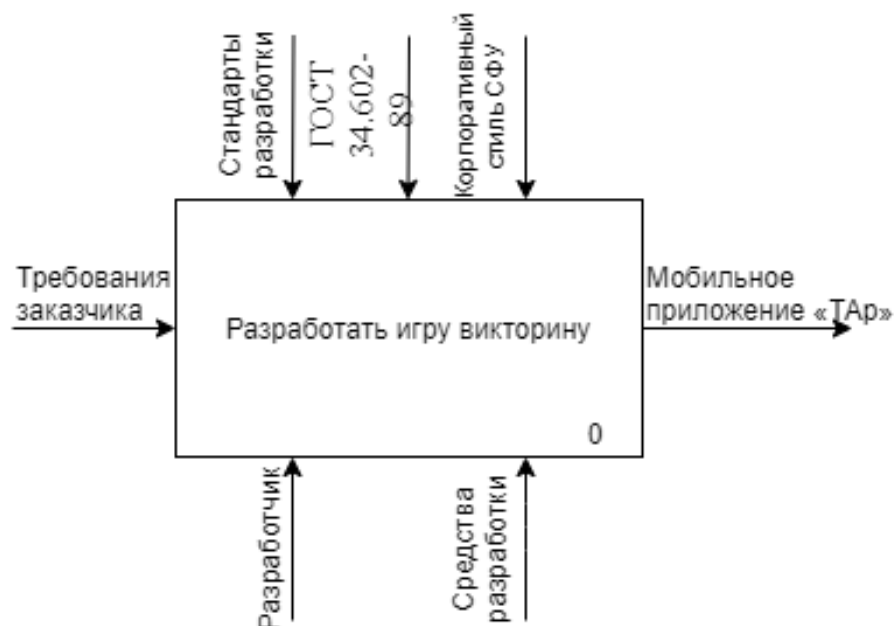 Стандарты
разработки
ГОСТ
34.602-
89
Корпоративный
стиль СФУ
Требования
заказчика
Разработать игру викторину
0
Мобильное
приложение «ТАр»
Разработчик
Средства
разработки